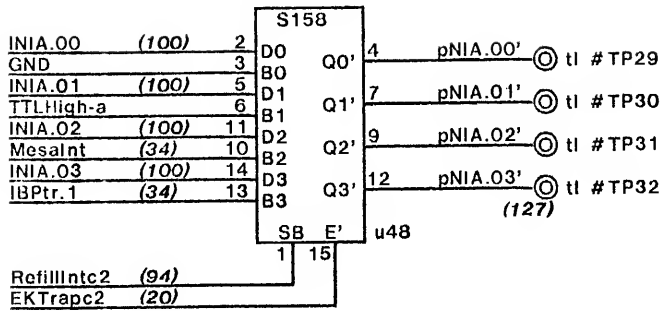 S158
INIA.00 (100) 2 D0 Q0' 4 pNIA.00' tl #TP29
GND 3 B0
INIA.01 (100) 5 D1 Q1' 7 pNIA.01' tl #TP30
TTLHigh-a 6 B1
INIA.02 (100) 11 D2 Q2' 9 pNIA.02' tl #TP31
MesaInt (34) 10 B2
INIA.03 (100) 14 D3 Q3' 12 pNIA.03' tl #TP32
IBPtr.1 (34) 13 B3
(127)
SB E' u48
1 15
RefillIntc2 (94)
EKTrapc2 (20)